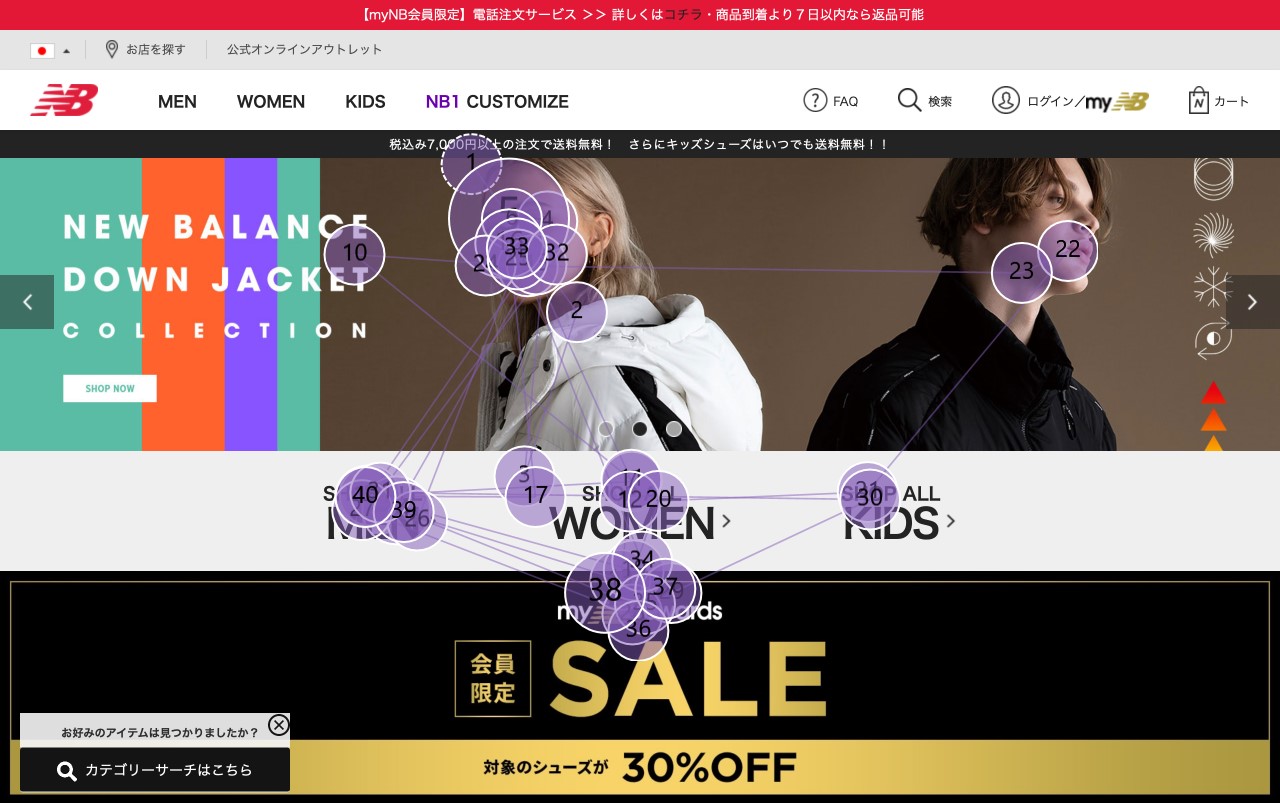 【myNB会員限定】電話注文サービス ＞＞ 詳しくはコチラ・商品到着より７日以内なら返品可能
お店を探す
公式オンラインアウトレット
NB
MEN
WOMEN
KIDS
NB1 CUSTOMIZE
FAQ
検索
ログイン／my NB
N
カート
税込み7,000円以上の注文で送料無料！ さらにキッズシューズはいつでも送料無料！！
NEW BALANCE
DOWN JACKET
COLLECTION
SHOP NOW
1
5
4
33
32
10
2
22
23
3
17
12
20
40
39
26
21
30
SHOP ALL
WOMEN
SHOP ALL
KIDS
34
38
37
36
my
会員
限定
SALE
対象のシューズが 30%OFF
お好みのアイテムは見つかりましたか？
カテゴリーサーチはこちら